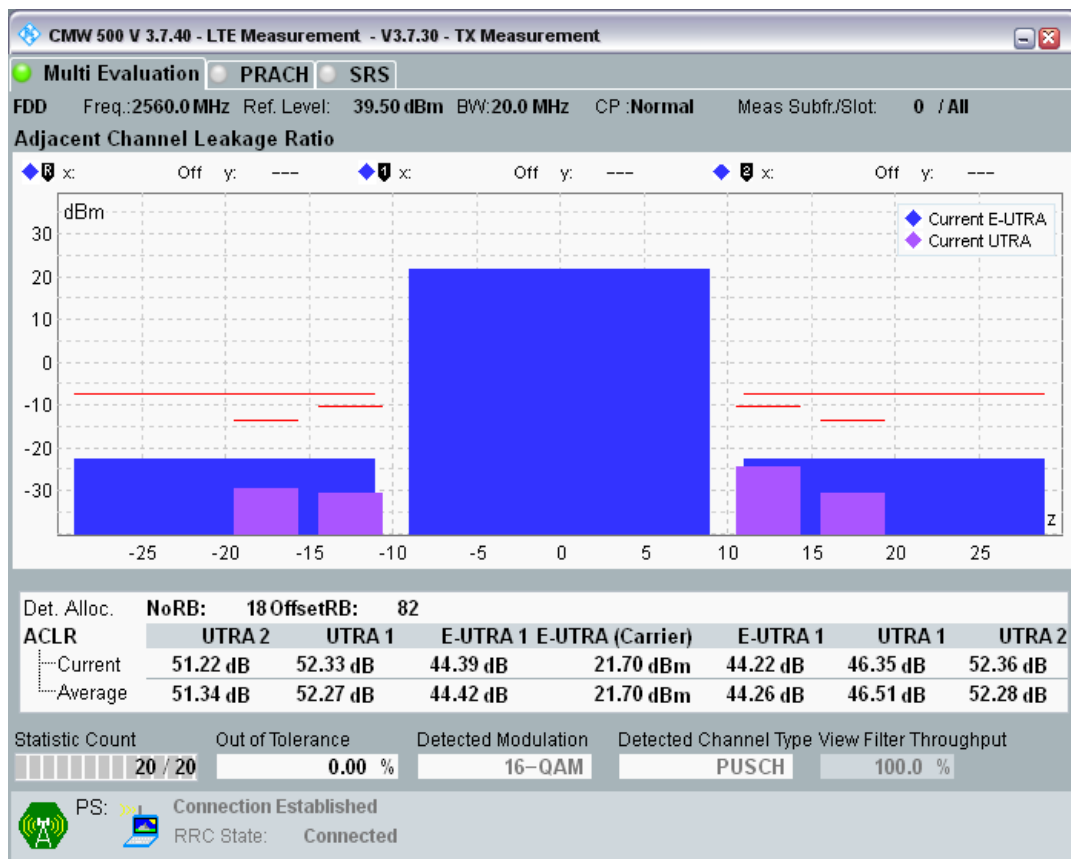 CMW 500 V 3.7.40 - LTE Measurement - V3.7.30 - TX Measurement
Multi Evaluation PRACH SRS
FDD Freq.:2560.0 MHz Ref. Level: 39.50 dBm BW:20.0 MHz CP :Normal Meas Subfr./Slot: 0 / All
Adjacent Channel Leakage Ratio
R x: Off y: --- 1 x: Off y: --- 2 x: Off y: ---
dBm
Current E-UTRA
Current UTRA
30
20
10
0
-10
-20
-30
z
-25 -20 -15 -10 -5 0 5 10 15 20 25
Det. Alloc. NoRB: 18 OffsetRB: 82
ACLR UTRA 2 UTRA 1 E-UTRA 1 E-UTRA (Carrier) E-UTRA 1 UTRA 1 UTRA 2
Current 51.22 dB 52.33 dB 44.39 dB 21.70 dBm 44.22 dB 46.35 dB 52.36 dB
Average 51.34 dB 52.27 dB 44.42 dB 21.70 dBm 44.26 dB 46.51 dB 52.28 dB
Statistic Count Out of Tolerance Detected Modulation Detected Channel Type View Filter Throughput
20 / 20 0.00 % 16-QAM PUSCH 100.0 %
PS: Connection Established
RRC State: Connected